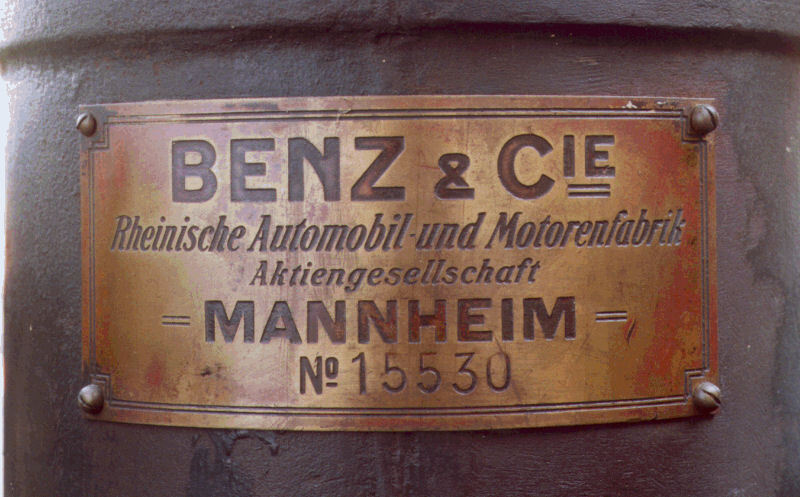 BENZ & CIE
Rheinische Automobil-und Motorenfabrik
Aktiengesellschaft
= MANNHEIM =
No 15530